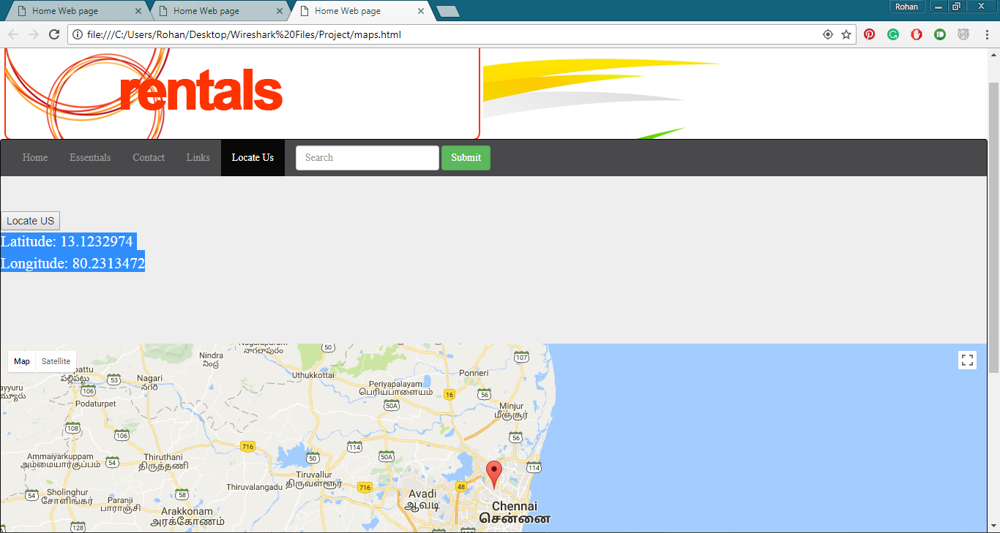 Home Web page
Home Web page
Home Web page
Rohan
file:///C:/Users/Rohan/Desktop/Wireshark%20Files/Project/maps.html
rentals
Home Essentials Contact Links Locate Us Search Submit
Locate US
Latitude: 13.1232974
Longitude: 80.2313472
Map Satellite
50
107
Nindra
నింద్ర
Uthukkottai
Ponneri
பள்ளிபட்டு
53
Nagari
నగరి
Periyapalayam
பெரியபாளையம்
106
16
56
Podaturpet
50A
Minjur
மீஞ்சூர்
108
106
56
716
114
Ammaiyarkuppam
அம்மையார்குப்பம்
54
Thiruthani
திருத்தணி
50
50A
114
Tiruvallur
திருவள்ளூர்
Thiruvalangadu
716
48
54
Sholinghur
சோளிங்கர்
58
Avadi
ஆவடி
Paranji
பாராஞ்சி
Arakkonam
அரக்கோணம்
Chennai
சென்னை
128